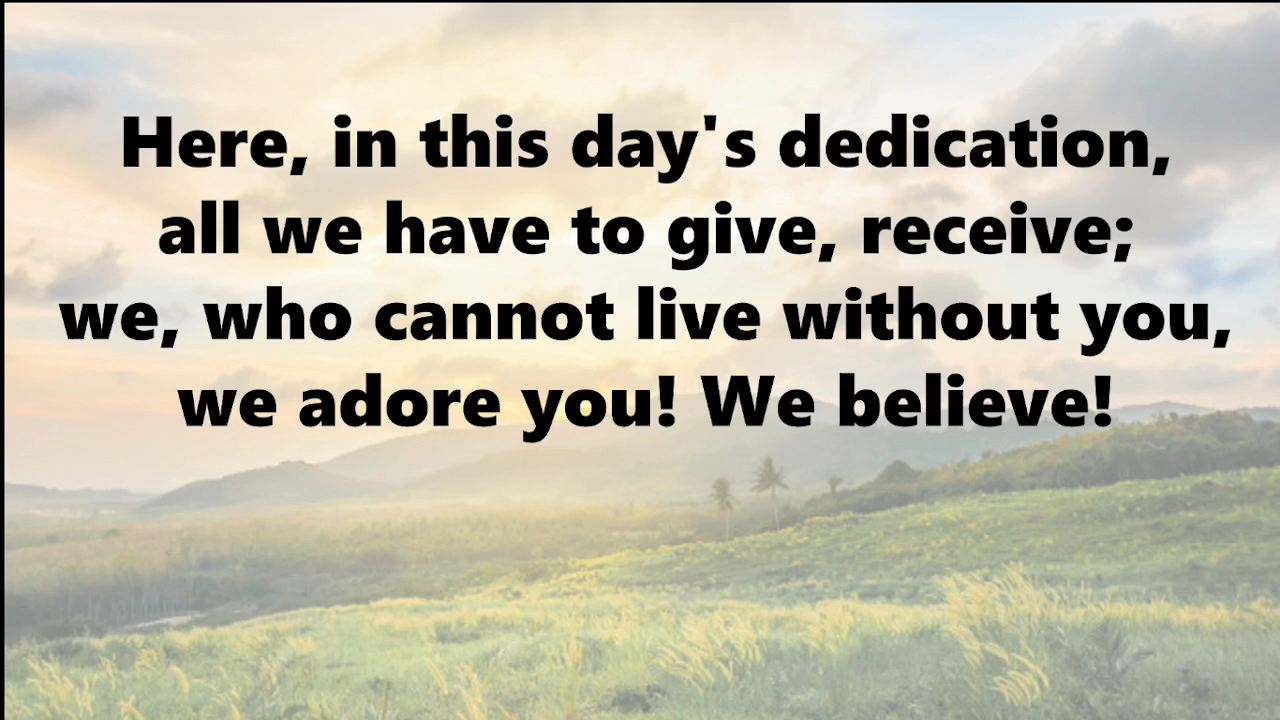 Here, in this day's dedication,
all we have to give, receive;
we, who cannot live without you,
we adore you! We believe!